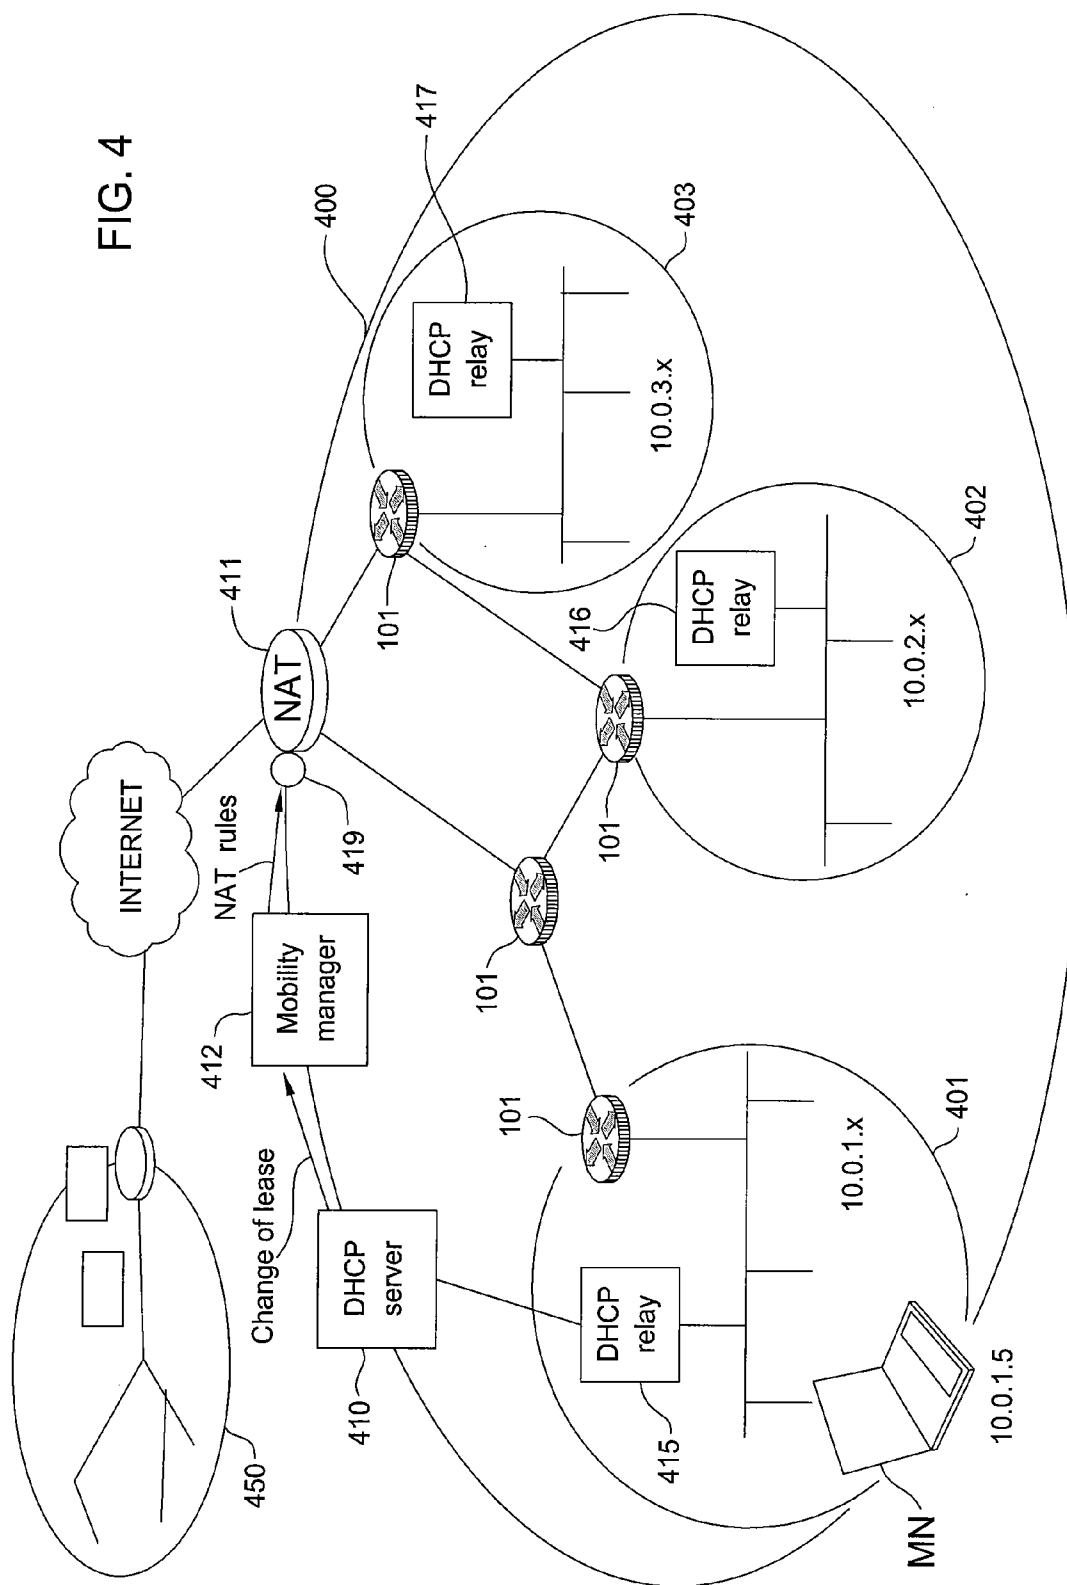 FIG. 4
417
400
403
DHCP
relay
10.0.3.x
101
411
NAT
402
416
DHCP
relay
10.0.2.x
101
INTERNET
NAT rules
419
412
Mobility
manager
101
101
401
10.0.1.x
Change of lease
DHCP
server
410
DHCP
relay
415
450
10.0.1.5
MN